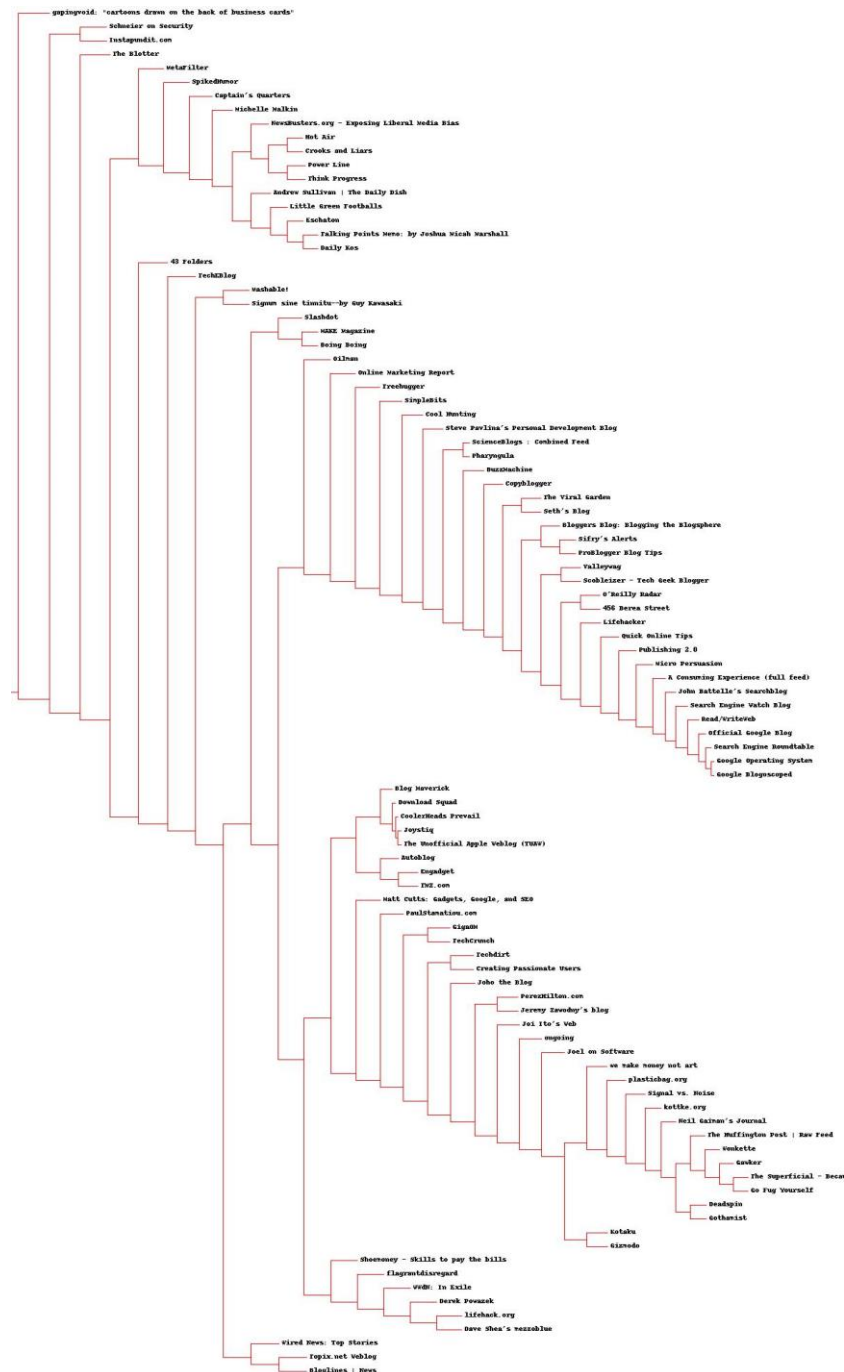 gapingvoid: "cartoons drawn on the back of business cards"
Schneier on Security
Instapundit.com
The Blotter
MetaFilter
SpikedHumor
Captain's Quarters
Michelle Malkin
NewsBusters.org - Exposing Liberal Media Bias
Hot Air
Crooks and Liars
Power Line
Think Progress
Andrew Sullivan | The Daily Dish
Little Green Footballs
Eschaton
Talking Points Memo: by Joshua Micah Marshall
Daily Kos
43 Folders
TechEBlog
Mashable!
Signum sine tinnitu--by Guy Kawasaki
Slashdot
MAKE Magazine
Boing Boing
Oilman
Online Marketing Report
Treehugger
SimpleBits
Cool Hunting
Steve Pavlina's Personal Development Blog
ScienceBlogs : Combined Feed
Pharyngula
BuzzMachine
Copyblogger
The Viral Garden
Seth's Blog
Bloggers Blog: Blogging the Blogsphere
Sifry's Alerts
ProBlogger Blog Tips
Valleywag
Scobleizer - Tech Geek Blogger
O'Reilly Radar
456 Berea Street
Lifehacker
Quick Online Tips
Publishing 2.0
Micro Persuasion
A Consuming Experience (full feed)
John Battelle's Searchblog
Search Engine Watch Blog
Read/WriteWeb
Official Google Blog
Search Engine Roundtable
Google Operating System
Google Blogoscoped
Blog Maverick
Download Squad
CoolerHeads Prevail
Joystiq
The Unofficial Apple Weblog (TUAW)
Autoblog
Engadget
TMZ.com
Matt Cutts: Gadgets, Google, and SEO
PaulStamatiou.com
GigaOM
TechCrunch
Techdirt
Creating Passionate Users
Joho the Blog
PerezHilton.com
Jeremy Zawodny's blog
Joi Ito's Web
ongoing
Joel on Software
we make money not art
plasticbag.org
Signal vs. Noise
kottke.org
Neil Gaiman's Journal
The Huffington Post | Raw Feed
Wonkette
Gawker
The Superficial - Becau
Go Fug Yourself
Deadspin
Gothamist
Kotaku
Gizmodo
Shoemoney - Skills to pay the bills
flagrantdisregard
WWdN: In Exile
Derek Powazek
lifehack.org
Dave Shea's mezzoblue
Wired News: Top Stories
Topix.net Weblog
Bloglines | News